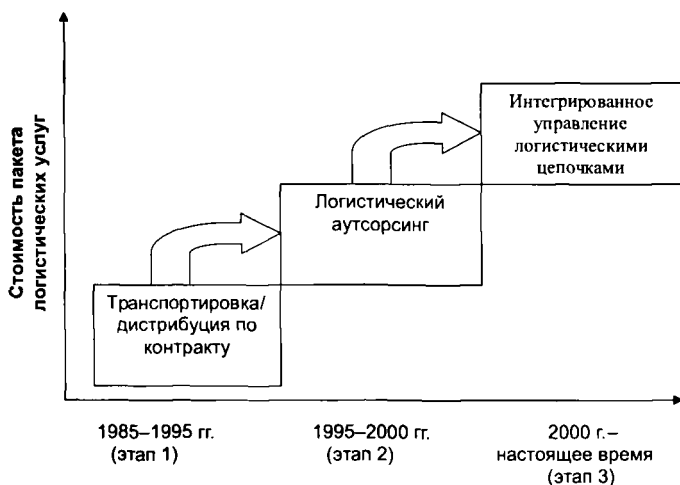 Стоимость пакета
логистических услуг
Интегрированное
управление
логистическими
цепочками
Логистический
аутсорсинг
Транспортировка/
дистрибуция по
контракту
1985–1995 гг.
(этап 1)
1995–2000 гг.
(этап 2)
2000 г.–
настоящее время
(этап 3)